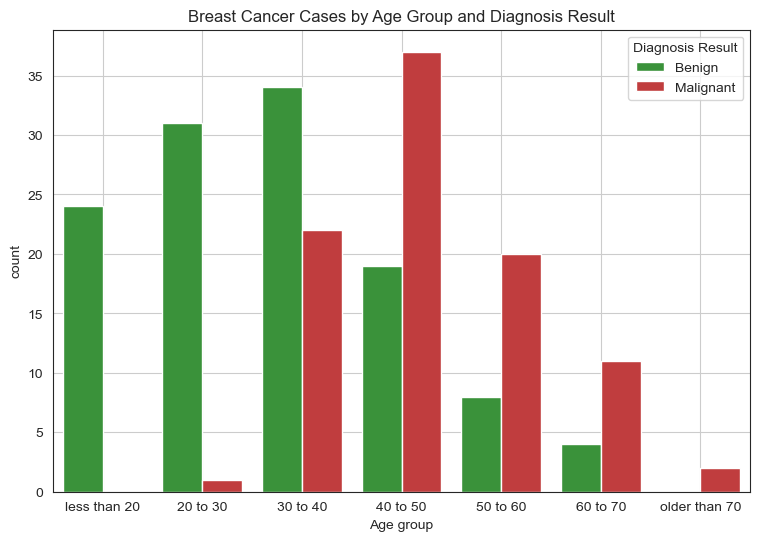 Breast Cancer Cases by Age Group and Diagnosis Result
Diagnosis Result
Benign
Malignant
count
35
30
25
20
15
10
5
0
less than 20
20 to 30
30 to 40
40 to 50
50 to 60
60 to 70
older than 70
Age group